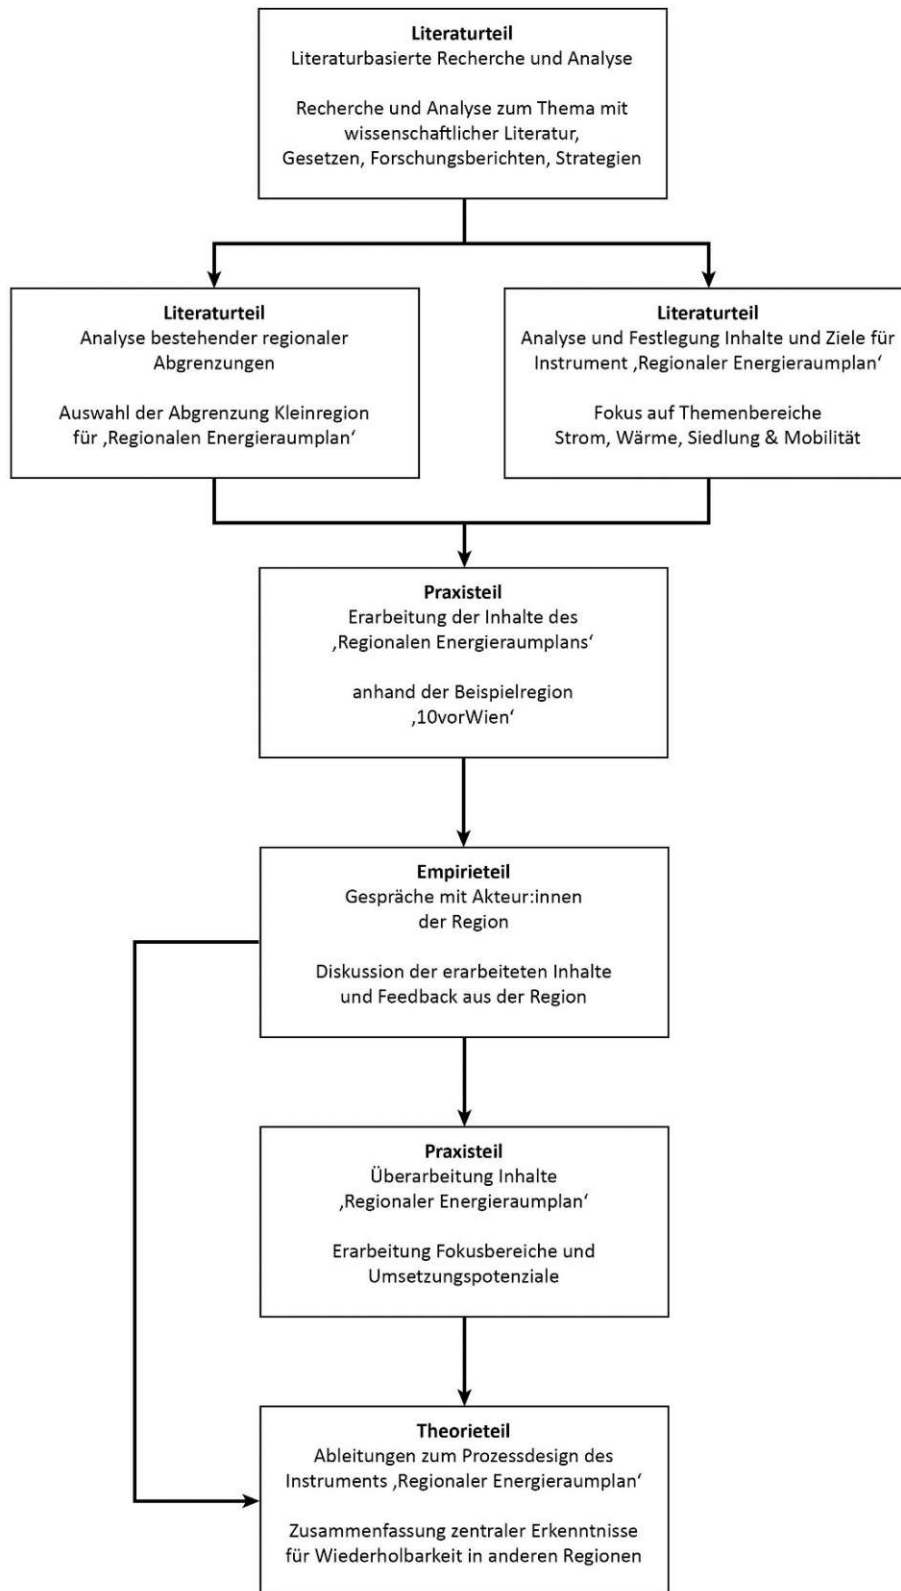 Literaturteil
Literaturbasierte Recherche und Analyse
Recherche und Analyse zum Thema mit
wissenschaftlicher Literatur,
Gesetzen, Forschungsberichten, Strategien
Literaturteil
Analyse bestehender regionaler
Abgrenzungen
Auswahl der Abgrenzung Kleinregion
für ‚Regionalen Energieraumplan‘
Literaturteil
Analyse und Festlegung Inhalte und Ziele für
Instrument ‚Regionaler Energieraumplan‘
Fokus auf Themenbereiche
Strom, Wärme, Siedlung & Mobilität
Praxisteil
Erarbeitung der Inhalte des
‚Regionalen Energieraumplans‘
anhand der Beispielregion
‚10vorWien‘
Empirieteil
Gespräche mit Akteur:innen
der Region
Diskussion der erarbeiteten Inhalte
und Feedback aus der Region
Praxisteil
Überarbeitung Inhalte
‚Regionaler Energieraumplan‘
Erarbeitung Fokusbereiche und
Umsetzungspotenziale
Theorieteil
Ableitungen zum Prozessdesign des
Instruments ‚Regionaler Energieraumplan‘
Zusammenfassung zentraler Erkenntnisse
für Wiederholbarkeit in anderen Regionen